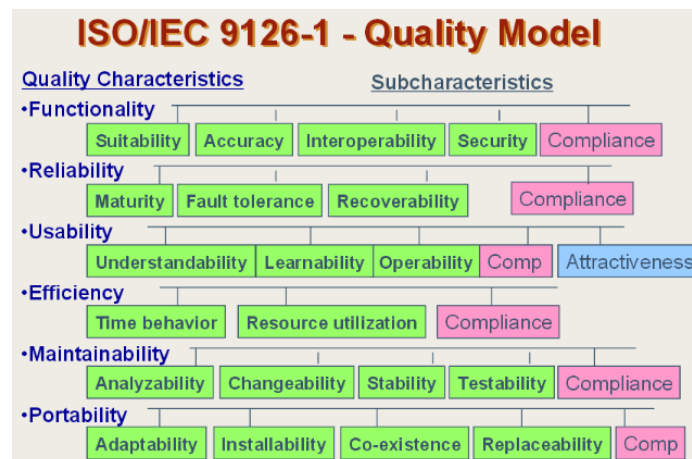 ISO/IEC 9126-1 - Quality Model
Quality Characteristics Subcharacteristics
•Functionality
Suitability Accuracy Interoperability Security Compliance
•Reliability
Maturity Fault tolerance Recoverability Compliance
•Usability
Understandability Learnability Operability Comp Attractiveness
•Efficiency
Time behavior Resource utilization Compliance
•Maintainability
Analyzability Changeability Stability Testability Compliance
•Portability
Adaptability Installability Co-existence Replaceability Comp